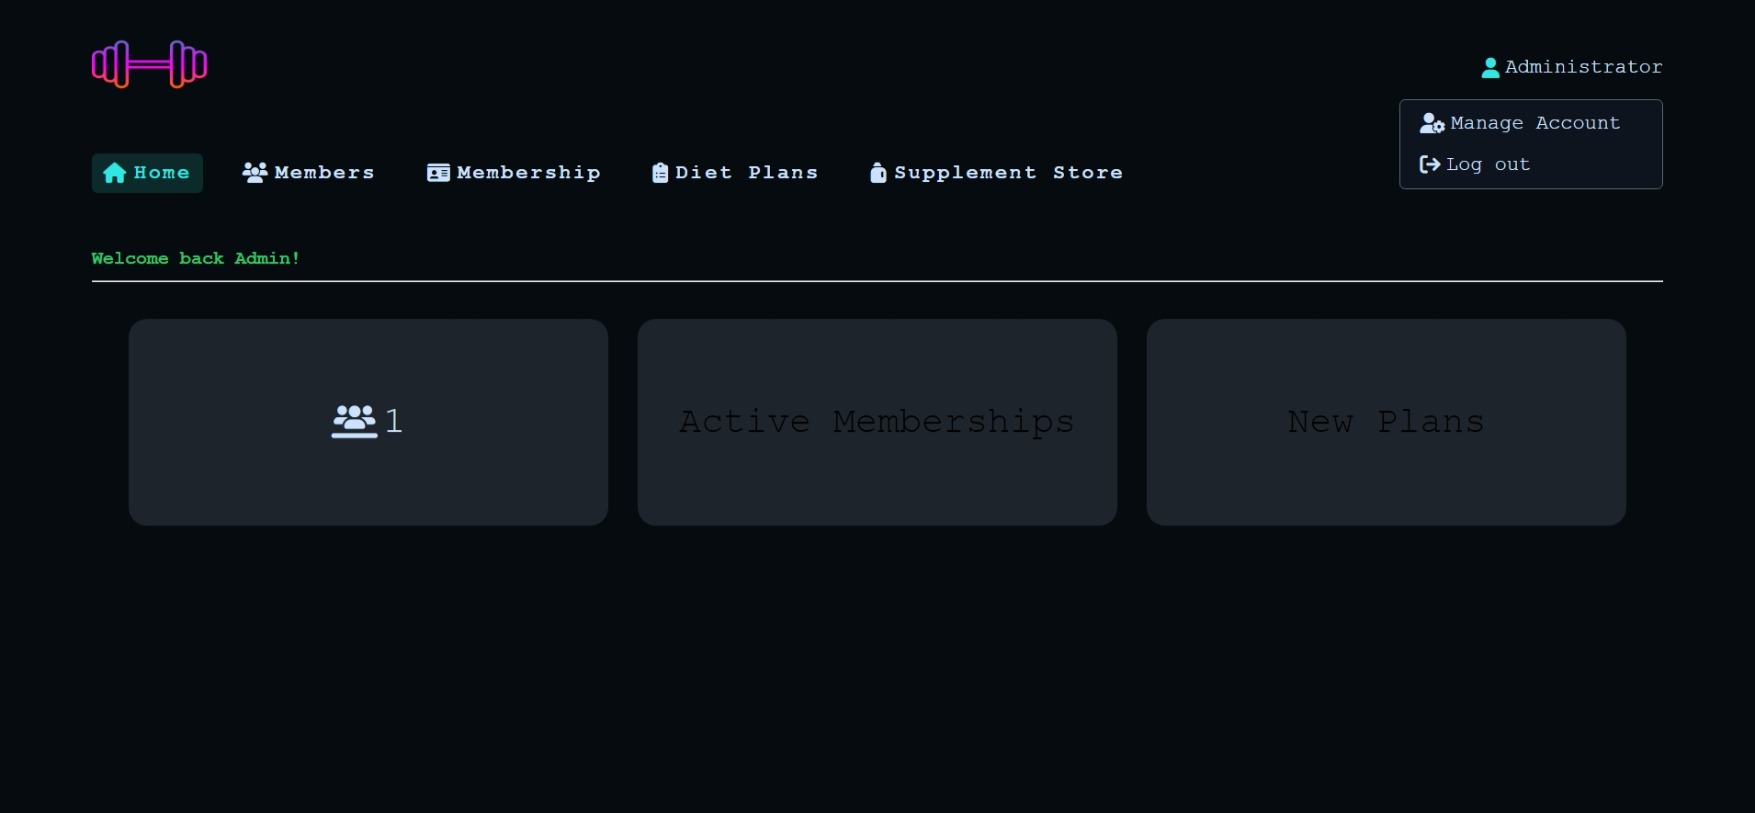 Administrator
Manage Account
Log out
Home Members Membership Diet Plans Supplement Store
Welcome back Admin!
1 Active Memberships New Plans